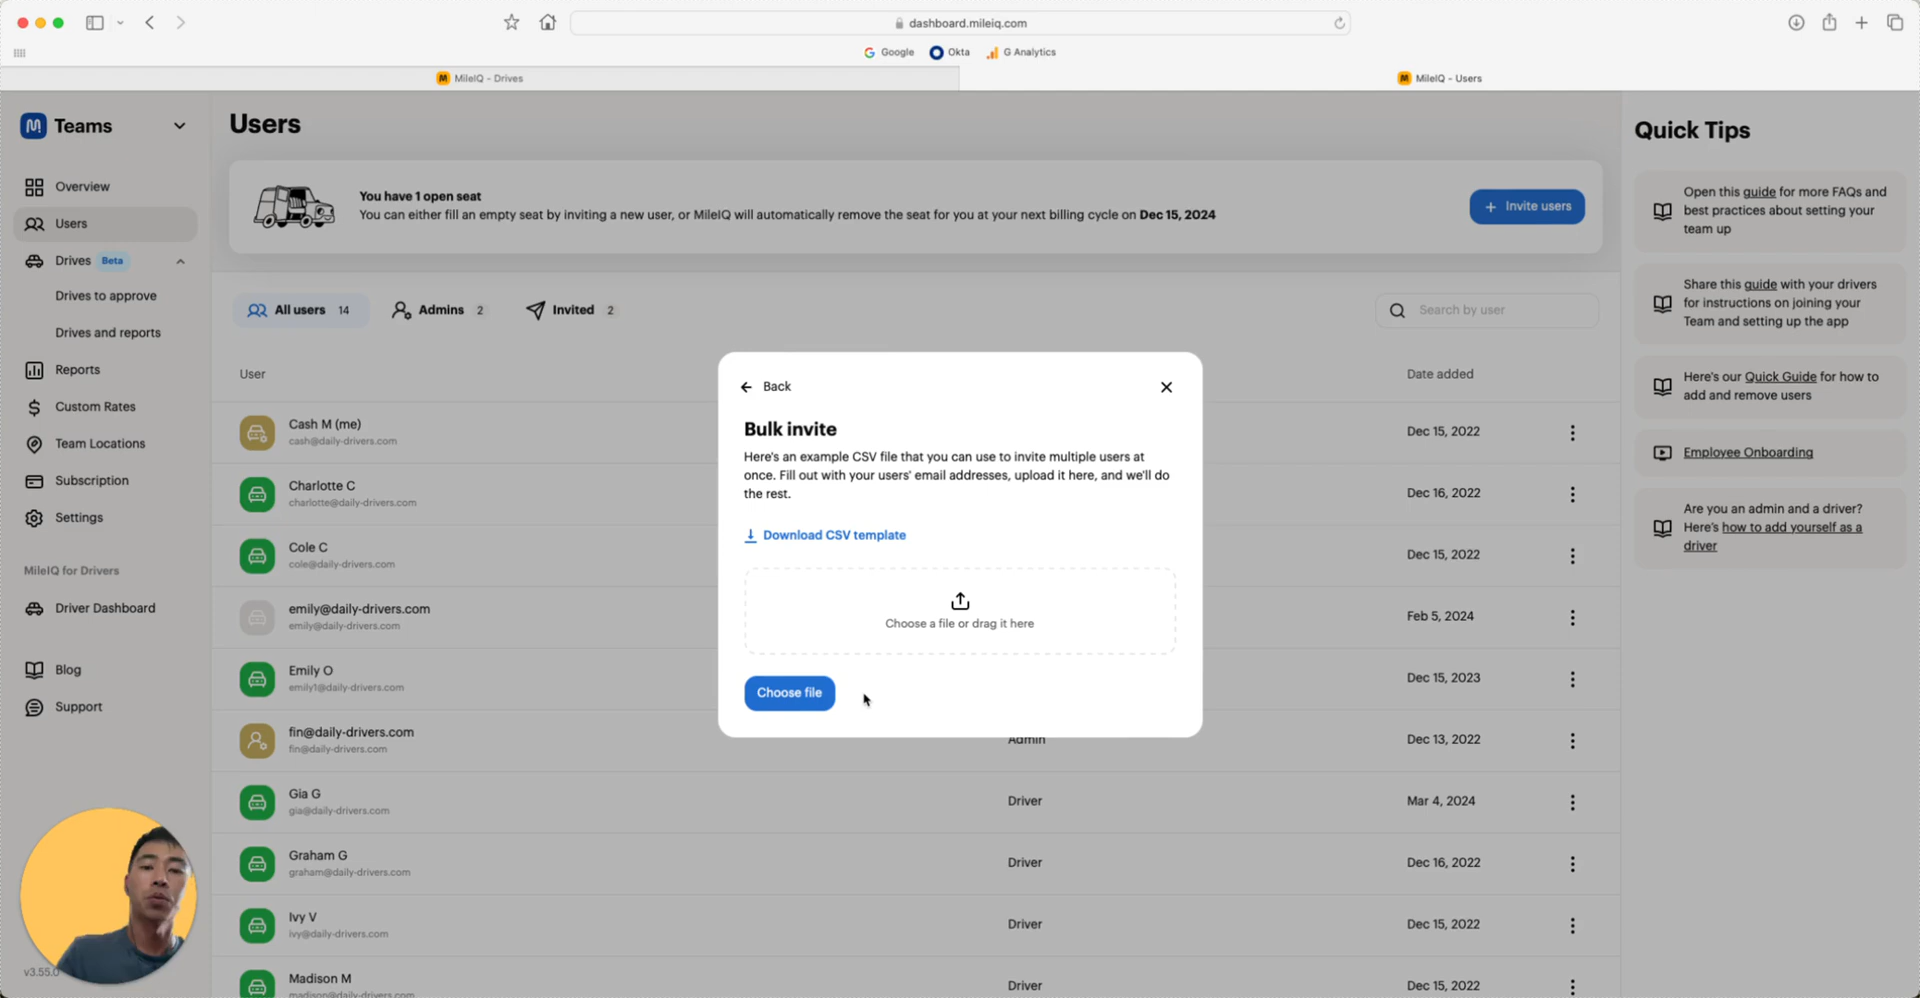 dashboard.mileiq.com
Google
Okta
G Analytics
MileIQ - Drives
MileIQ - Users
Teams
Overview
Users
Drives Beta
Drives to approve
Drives and reports
Reports
Custom Rates
Team Locations
Subscription
Settings
MileIQ for Drivers
Driver Dashboard
Blog
Support
v3.55.0
Users
You have 1 open seat
You can either fill an empty seat by inviting a new user, or MileIQ will automatically remove the seat for you at your next billing cycle on Dec 15, 2024
+ Invite users
All users 14
Admins 2
Invited 2
Search by user
User
Date added
Cash M (me)
cash@daily-drivers.com
Dec 15, 2022
Charlotte C
charlotte@daily-drivers.com
Dec 16, 2022
Cole C
cole@daily-drivers.com
Dec 15, 2022
emily@daily-drivers.com
emily@daily-drivers.com
Feb 5, 2024
Emily O
emily1@daily-drivers.com
Dec 15, 2023
fin@daily-drivers.com
fin@daily-drivers.com
Admin
Dec 13, 2022
Gia G
gia@daily-drivers.com
Driver
Mar 4, 2024
Graham G
graham@daily-drivers.com
Driver
Dec 16, 2022
Ivy V
ivy@daily-drivers.com
Driver
Dec 15, 2022
Madison M
madison@daily-drivers.com
Driver
Dec 15, 2022
Back
Bulk invite
Here's an example CSV file that you can use to invite multiple users at
once. Fill out with your users' email addresses, upload it here, and we'll do
the rest.
Download CSV template
Choose a file or drag it here
Choose file
Quick Tips
Open this guide for more FAQs and
best practices about setting your
team up
Share this guide with your drivers
for instructions on joining your
Team and setting up the app
Here's our Quick Guide for how to
add and remove users
Employee Onboarding
Are you an admin and a driver?
Here's how to add yourself as a
driver